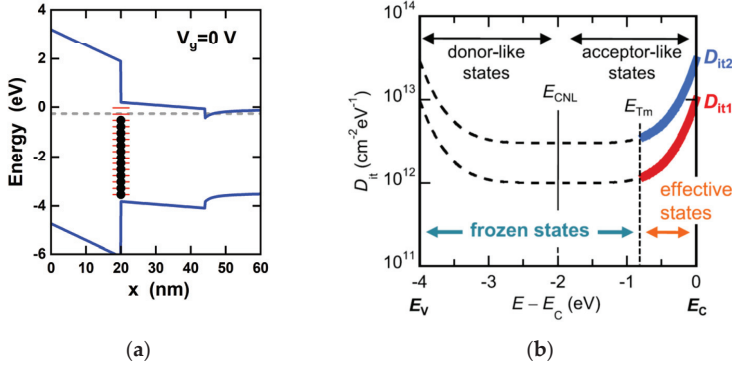 (a)
V_g=0 V
4
2
0
-2
-4
-6
Energy (eV)
0 10 20 30 40 50 60
x (nm)
(b)
10^14
10^13
10^12
10^11
D_it (cm^-2 eV^-1)
donor-like states
acceptor-like states
D_it2
D_it1
E_CNL
E_Tm
effective states
frozen states
-4 -3 -2 -1 0
E_V
E – E_C (eV)
E_C
(a)
(b)